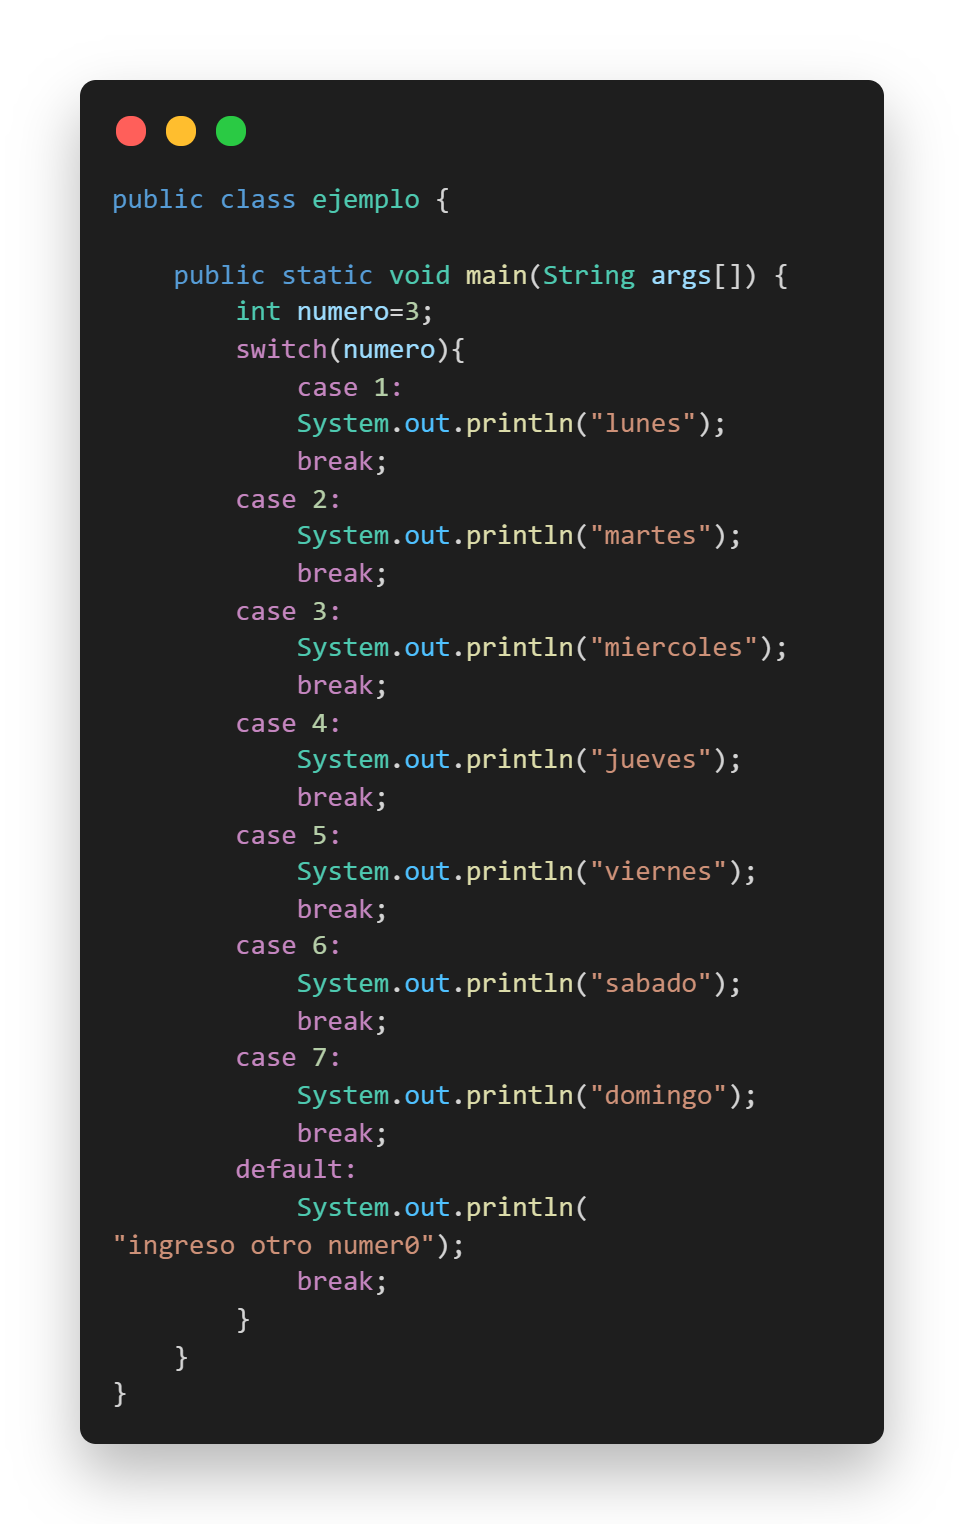 public class ejemplo {

    public static void main(String args[]) {
        int numero=3;
        switch(numero){
            case 1:
            System.out.println("lunes");
            break;
        case 2:
            System.out.println("martes");
            break;
        case 3:
            System.out.println("miercoles");
            break;
        case 4:
            System.out.println("jueves");
            break;
        case 5:
            System.out.println("viernes");
            break;
        case 6:
            System.out.println("sabado");
            break;
        case 7:
            System.out.println("domingo");
            break;
        default:
            System.out.println(
"ingreso otro numer0");
            break;
        }
    }
}